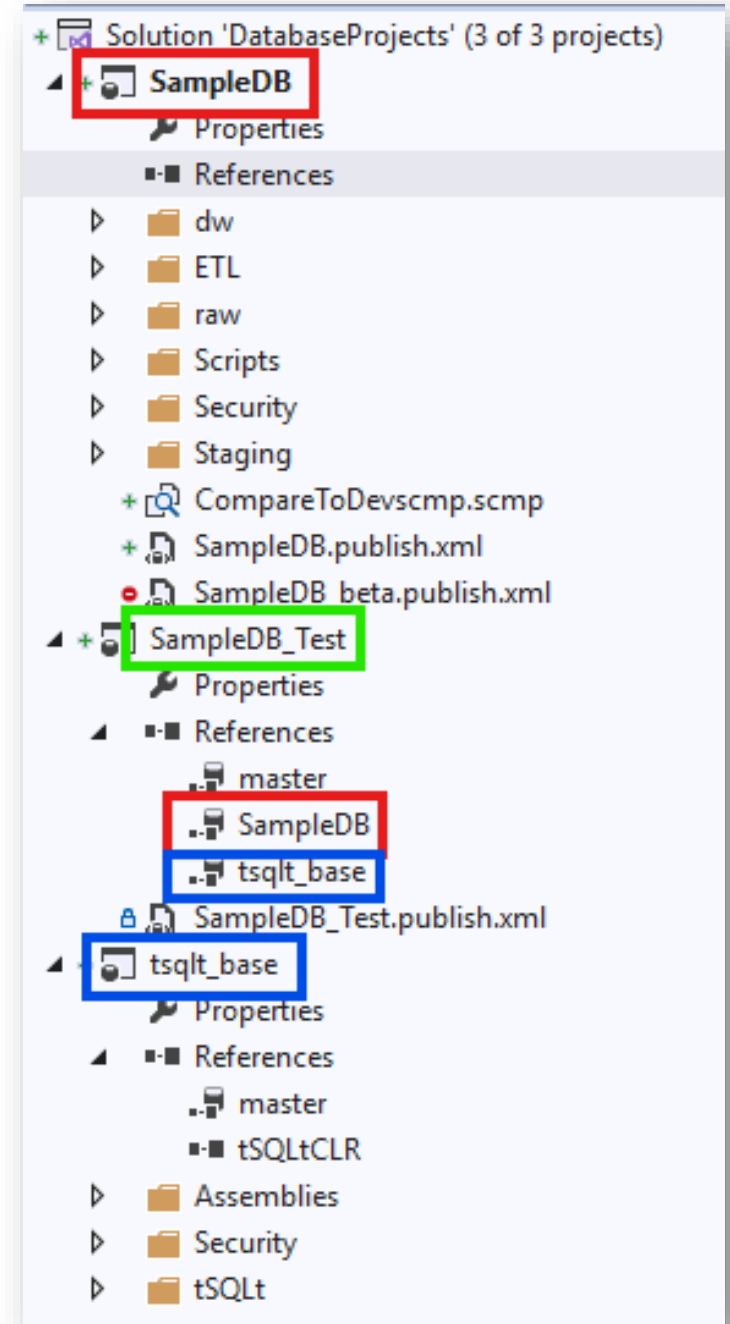 Solution 'DatabaseProjects' (3 of 3 projects)
SampleDB
Properties
References
dw
ETL
raw
Scripts
Security
Staging
CompareToDevscmp.scmp
SampleDB.publish.xml
SampleDB_beta.publish.xml
SampleDB_Test
Properties
References
master
SampleDB
tsqlt_base
SampleDB_Test.publish.xml
tsqlt_base
Properties
References
master
tSQLtCLR
Assemblies
Security
tSQLt